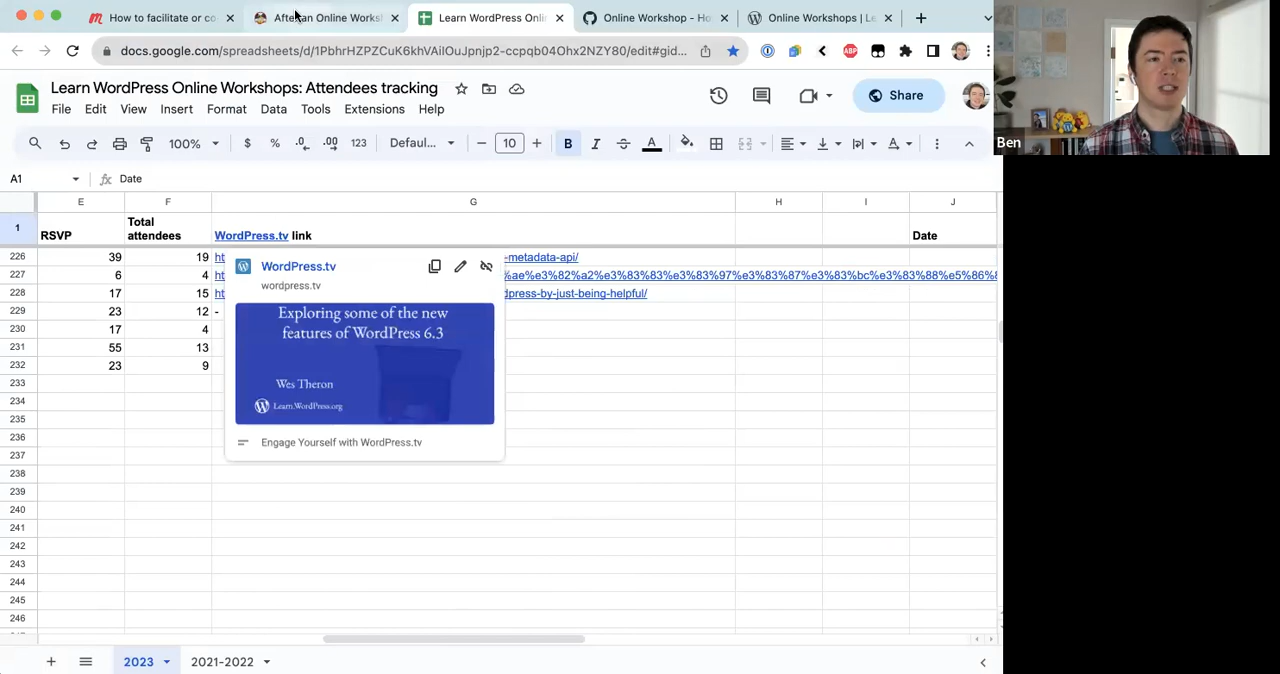 How to facilitate or co
After an Online Works
Learn WordPress Onli
Online Workshop - Ho
Online Workshops | Le
docs.google.com/spreadsheets/d/1PbhrHZPZCuK6khVAiIOuJpnjp2-ccpqb04Ohx2NZY80/edit#gid...
ABP
Learn WordPress Online Workshops: Attendees tracking
File Edit View Insert Format Data Tools Extensions Help
Share
Ben
100% $ % .0 .00 123 Defaul... 10 B I A
A1 fx Date
E F G H I J
1 RSVP Total attendees WordPress.tv link Date
226 39 19 ht -metadata-api/
227 6 4 ht %ae%e3%82%a2%e3%83%83%e3%83%97%e3%83%87%e3%83%bc%e3%83%88%e5%86%8
228 17 15 ht dpress-by-just-being-helpful/
229 23 12 -
230 17 4
231 55 13
232 23 9
233
234
235
236
237
238
239
240
241
242
243
244
245
246
WordPress.tv
wordpress.tv
Exploring some of the new
features of WordPress 6.3
Wes Theron
Learn.WordPress.org
Engage Yourself with WordPress.tv
2023 2021-2022